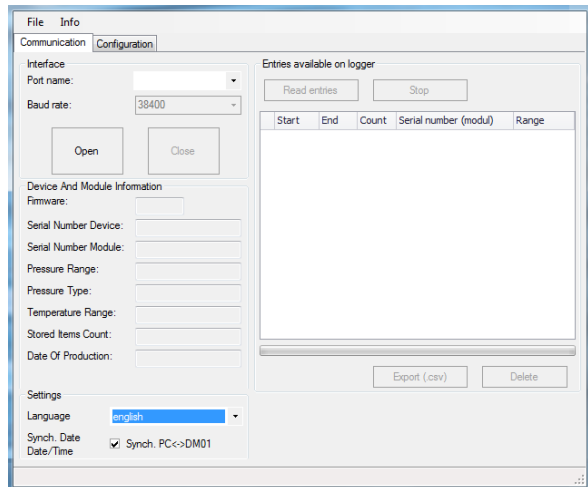 File Info
Communication Configuration
Interface
Port name:
Baud rate: 38400
Open Close
Device And Module Information
Firmware:
Serial Number Device:
Serial Number Module:
Pressure Range:
Pressure Type:
Temperature Range:
Stored Items Count:
Date Of Production:
Settings
Language english
Synch. Date
Date/Time
Synch. PC<->DM01
Entries available on logger
Read entries Stop
Start End Count Serial number (modul) Range
Export (.csv) Delete